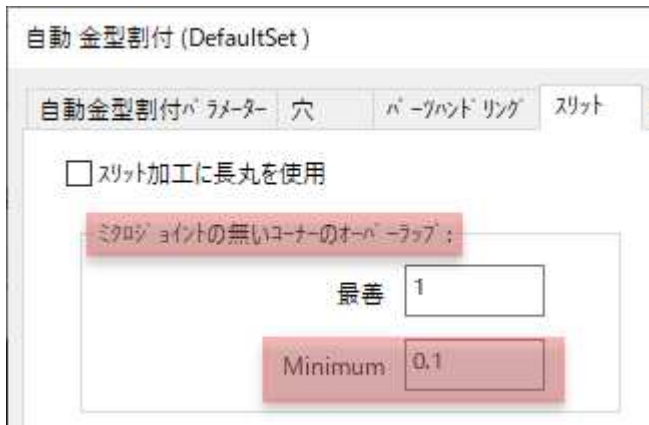 自動 金型割付 (DefaultSet )
自動金型割付ﾊﾟﾗﾒｰﾀｰ 穴 ﾊﾟｰﾂﾊﾝﾄﾞﾘﾝｸﾞ ｽﾘｯﾄ
ｽﾘｯﾄ加工に長丸を使用
ﾐｸﾛｼﾞｮｲﾝﾄの無いｺｰﾅｰのｵｰﾊﾞｰﾗｯﾌﾟ :
最善 1
Minimum 0.1